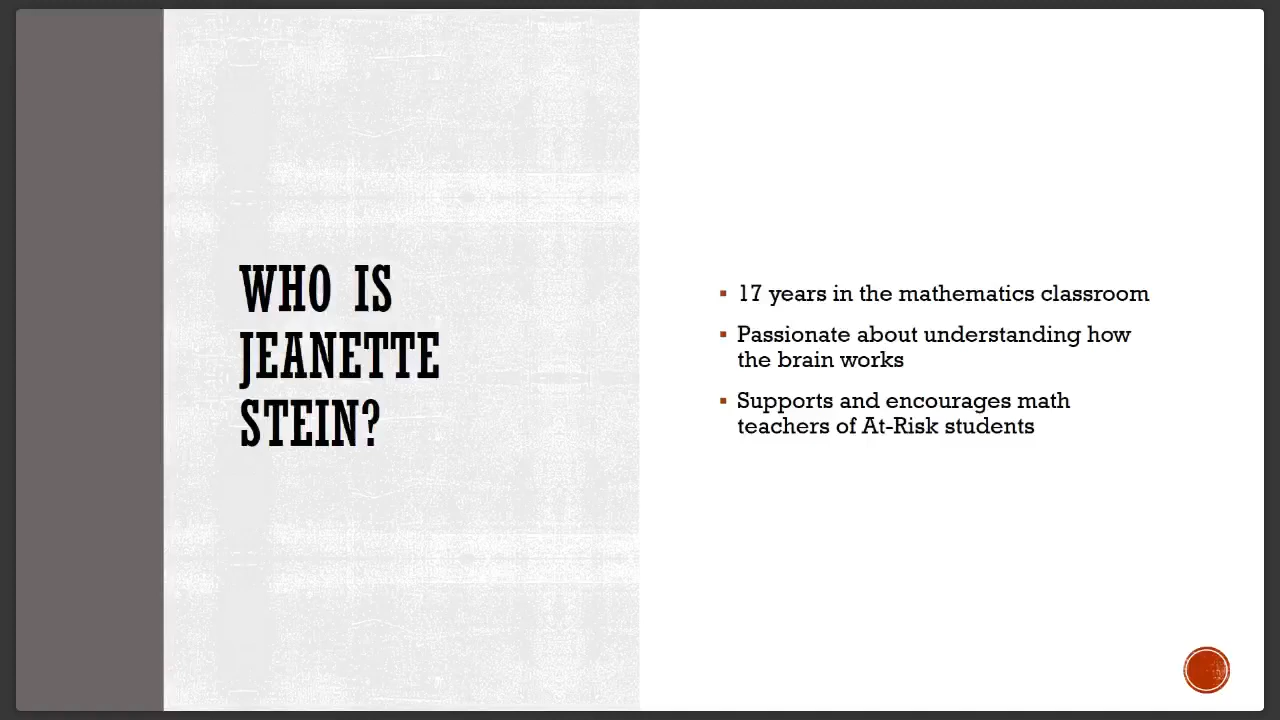 WHO IS
JEANETTE
STEIN?
▪ 17 years in the mathematics classroom
▪ Passionate about understanding how
the brain works
▪ Supports and encourages math
teachers of At-Risk students